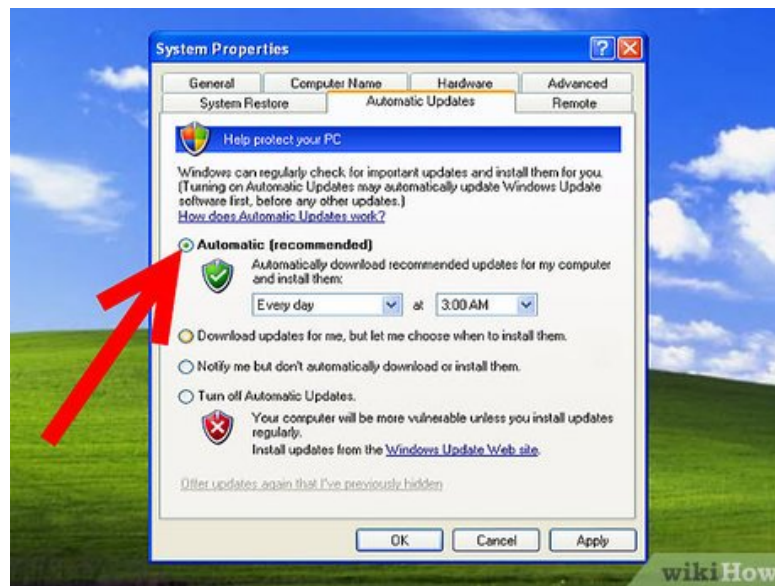 System Properties
General Computer Name Hardware Advanced
System Restore Automatic Updates Remote
Help protect your PC
Windows can regularly check for important updates and install them for you.
(Turning on Automatic Updates may automatically update Windows Update
software first, before any other updates.)
How does Automatic Updates work?
Automatic (recommended)
Automatically download recommended updates for my computer
and install them:
Every day at 3:00 AM
Download updates for me, but let me choose when to install them.
Notify me but don't automatically download or install them.
Turn off Automatic Updates.
Your computer will be more vulnerable unless you install updates
regularly.
Install updates from the Windows Update Web site.
Offer updates again that I've previously hidden
OK Cancel Apply
wikiHow